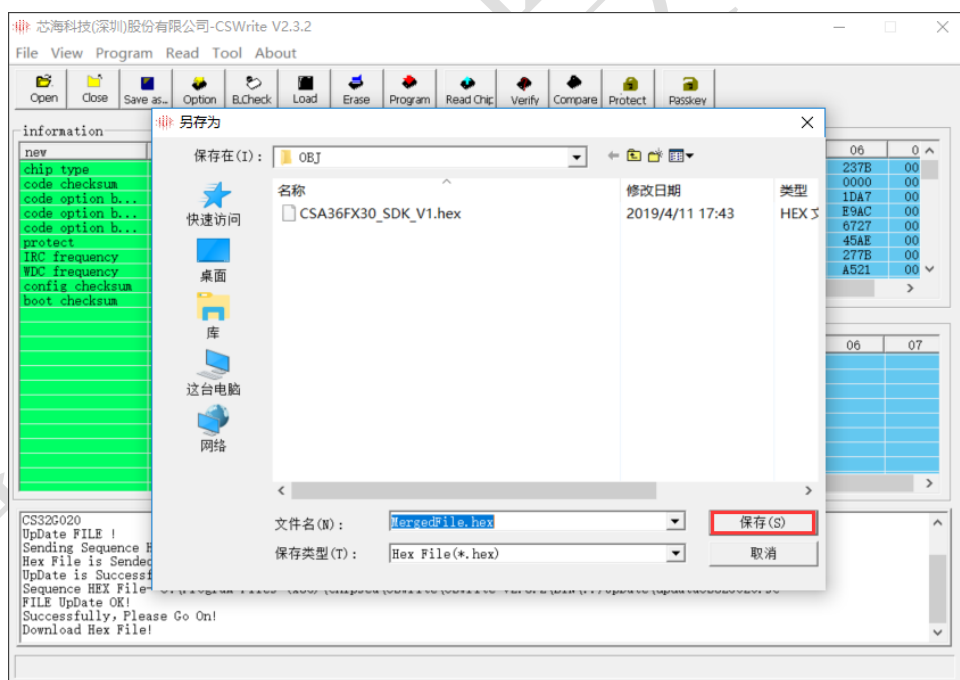 芯海科技(深圳)股份有限公司-CSWrite V2.3.2
File View Program Read Tool About
Open Close Save as... Option B.Check Load Erase Program Read Chip Verify Compare Protect Passkey
information
new
chip type
code checksum
code option b...
code option b...
code option b...
protect
IRC frequency
WDC frequency
config checksum
boot checksum
另存为
保存在(I):
OBJ
快速访问
桌面
库
这台电脑
网络
名称 修改日期 类型
CSA36FX30_SDK_V1.hex 2019/4/11 17:43 HEX 文
文件名(N):
MergedFile.hex
保存(S)
保存类型(T):
Hex File(*.hex)
取消
06 0
237B 00
0000 00
1DA7 00
E9AC 00
6727 00
45AE 00
277B 00
A521 00
06 07
CS32G020
UpDate FILE !
Sending Sequence H
Hex File is Sended
UpDate is Successf
Sequence HEX File-
FILE UpDate OK!
Successfully, Please Go On!
Download Hex File!